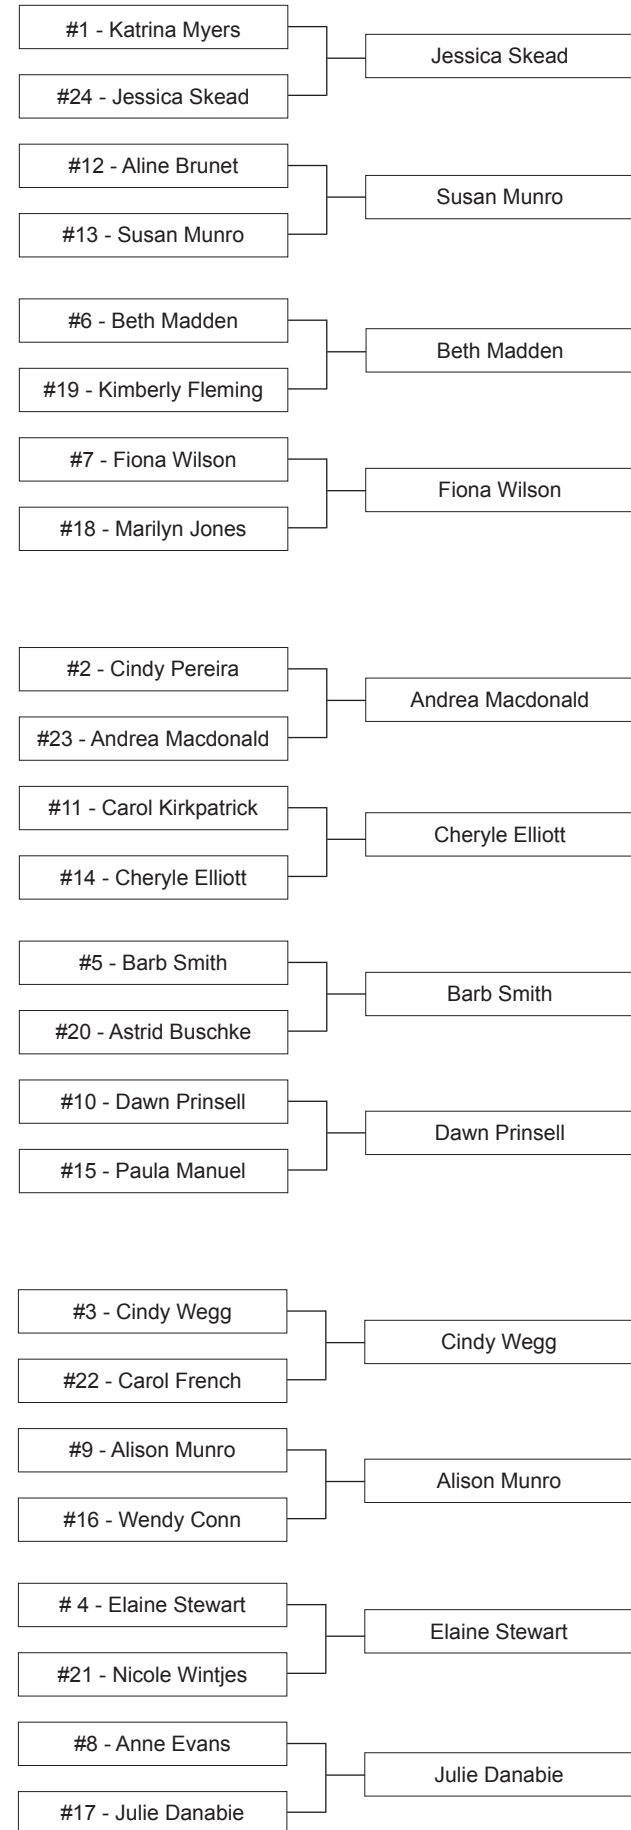 #1 - Katrina Myers
#24 - Jessica Skead
Jessica Skead
#12 - Aline Brunet
#13 - Susan Munro
Susan Munro
#6 - Beth Madden
#19 - Kimberly Fleming
Beth Madden
#7 - Fiona Wilson
#18 - Marilyn Jones
Fiona Wilson
#2 - Cindy Pereira
#23 - Andrea Macdonald
Andrea Macdonald
#11 - Carol Kirkpatrick
#14 - Cheryle Elliott
Cheryle Elliott
#5 - Barb Smith
#20 - Astrid Buschke
Barb Smith
#10 - Dawn Prinsell
#15 - Paula Manuel
Dawn Prinsell
#3 - Cindy Wegg
#22 - Carol French
Cindy Wegg
#9 - Alison Munro
#16 - Wendy Conn
Alison Munro
# 4 - Elaine Stewart
#21 - Nicole Wintjes
Elaine Stewart
#8 - Anne Evans
#17 - Julie Danabie
Julie Danabie